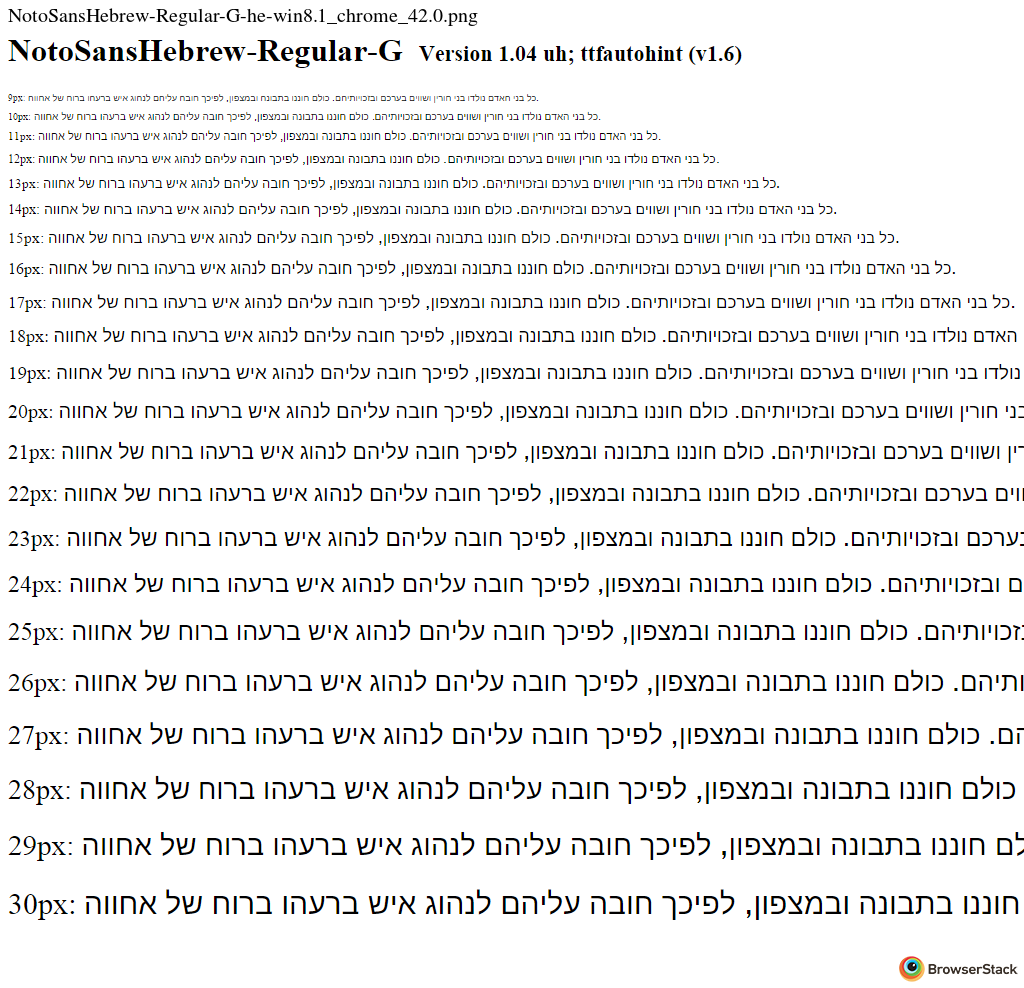 NotoSansHebrew-Regular-G-he-win8.1_chrome_42.0.png
NotoSansHebrew-Regular-G Version 1.04 uh; ttfautohint (v1.6)
9px: כל בני האדם נולדו בני חורין ושווים בערכם ובזכויותיהם. כולם חוננו בתבונה ובמצפון, לפיכך חובה עליהם לנהוג איש ברעהו ברוח של אחווה.
10px: כל בני האדם נולדו בני חורין ושווים בערכם ובזכויותיהם. כולם חוננו בתבונה ובמצפון, לפיכך חובה עליהם לנהוג איש ברעהו ברוח של אחווה.
11px: כל בני האדם נולדו בני חורין ושווים בערכם ובזכויותיהם. כולם חוננו בתבונה ובמצפון, לפיכך חובה עליהם לנהוג איש ברעהו ברוח של אחווה.
12px: כל בני האדם נולדו בני חורין ושווים בערכם ובזכויותיהם. כולם חוננו בתבונה ובמצפון, לפיכך חובה עליהם לנהוג איש ברעהו ברוח של אחווה.
13px: כל בני האדם נולדו בני חורין ושווים בערכם ובזכויותיהם. כולם חוננו בתבונה ובמצפון, לפיכך חובה עליהם לנהוג איש ברעהו ברוח של אחווה.
14px: כל בני האדם נולדו בני חורין ושווים בערכם ובזכויותיהם. כולם חוננו בתבונה ובמצפון, לפיכך חובה עליהם לנהוג איש ברעהו ברוח של אחווה.
15px: כל בני האדם נולדו בני חורין ושווים בערכם ובזכויותיהם. כולם חוננו בתבונה ובמצפון, לפיכך חובה עליהם לנהוג איש ברעהו ברוח של אחווה.
16px: כל בני האדם נולדו בני חורין ושווים בערכם ובזכויותיהם. כולם חוננו בתבונה ובמצפון, לפיכך חובה עליהם לנהוג איש ברעהו ברוח של אחווה.
17px: כל בני האדם נולדו בני חורין ושווים בערכם ובזכויותיהם. כולם חוננו בתבונה ובמצפון, לפיכך חובה עליהם לנהוג איש ברעהו ברוח של אחווה.
18px: האדם נולדו בני חורין ושווים בערכם ובזכויותיהם. כולם חוננו בתבונה ובמצפון, לפיכך חובה עליהם לנהוג איש ברעהו ברוח של אחווה
19px: נולדו בני חורין ושווים בערכם ובזכויותיהם. כולם חוננו בתבונה ובמצפון, לפיכך חובה עליהם לנהוג איש ברעהו ברוח של אחווה
20px: חורין ושווים בערכם ובזכויותיהם. כולם חוננו בתבונה ובמצפון, לפיכך חובה עליהם לנהוג איש ברעהו ברוח של אחווה
21px: ושווים בערכם ובזכויותיהם. כולם חוננו בתבונה ובמצפון, לפיכך חובה עליהם לנהוג איש ברעהו ברוח של אחווה
22px: בערכם ובזכויותיהם. כולם חוננו בתבונה ובמצפון, לפיכך חובה עליהם לנהוג איש ברעהו ברוח של אחווה
23px: ובזכויותיהם. כולם חוננו בתבונה ובמצפון, לפיכך חובה עליהם לנהוג איש ברעהו ברוח של אחווה
24px: ובזכויותיהם. כולם חוננו בתבונה ובמצפון, לפיכך חובה עליהם לנהוג איש ברעהו ברוח של אחווה
25px: כולם חוננו בתבונה ובמצפון, לפיכך חובה עליהם לנהוג איש ברעהו ברוח של אחווה
26px: כולם חוננו בתבונה ובמצפון, לפיכך חובה עליהם לנהוג איש ברעהו ברוח של אחווה
27px: כולם חוננו בתבונה ובמצפון, לפיכך חובה עליהם לנהוג איש ברעהו ברוח של אחווה
28px: כולם חוננו בתבונה ובמצפון, לפיכך חובה עליהם לנהוג איש ברעהו ברוח של אחווה
29px: חוננו בתבונה ובמצפון, לפיכך חובה עליהם לנהוג איש ברעהו ברוח של אחווה
30px: חוננו בתבונה ובמצפון, לפיכך חובה עליהם לנהוג איש ברעהו ברוח של אחווה
BrowserStack